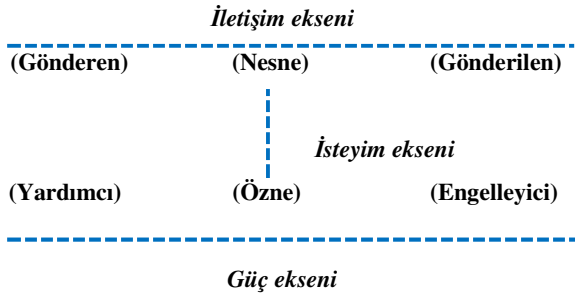 İletişim ekseni
(Gönderen) (Nesne) (Gönderilen)
İsteyim ekseni
(Yardımcı) (Özne) (Engelleyici)
Güç ekseni